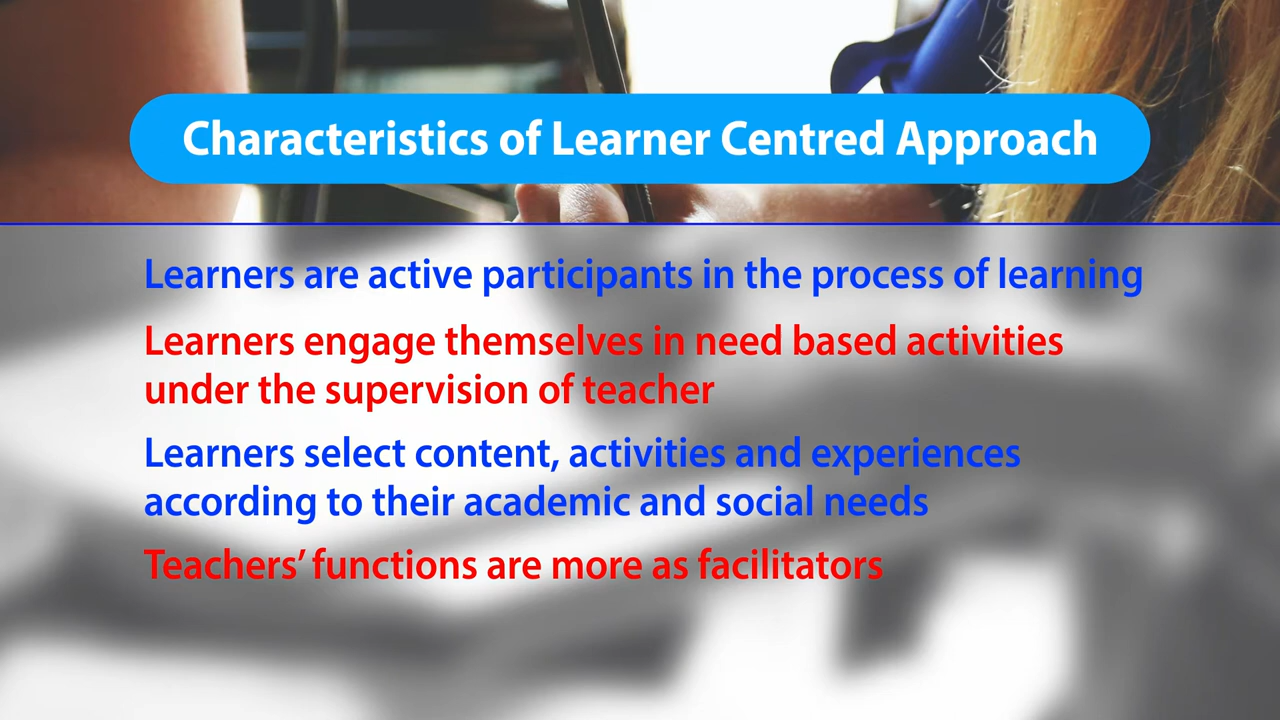 Characteristics of Learner Centred Approach
Learners are active participants in the process of learning
Learners engage themselves in need based activities
under the supervision of teacher
Learners select content, activities and experiences
according to their academic and social needs
Teachers’ functions are more as facilitators